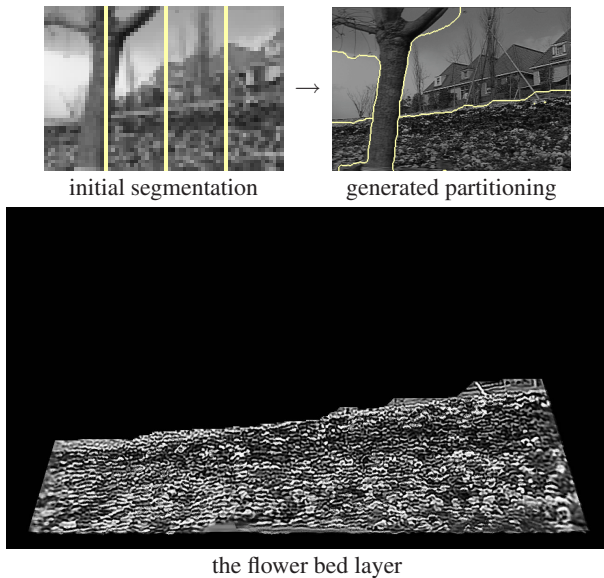 initial segmentation → generated partitioning
the flower bed layer